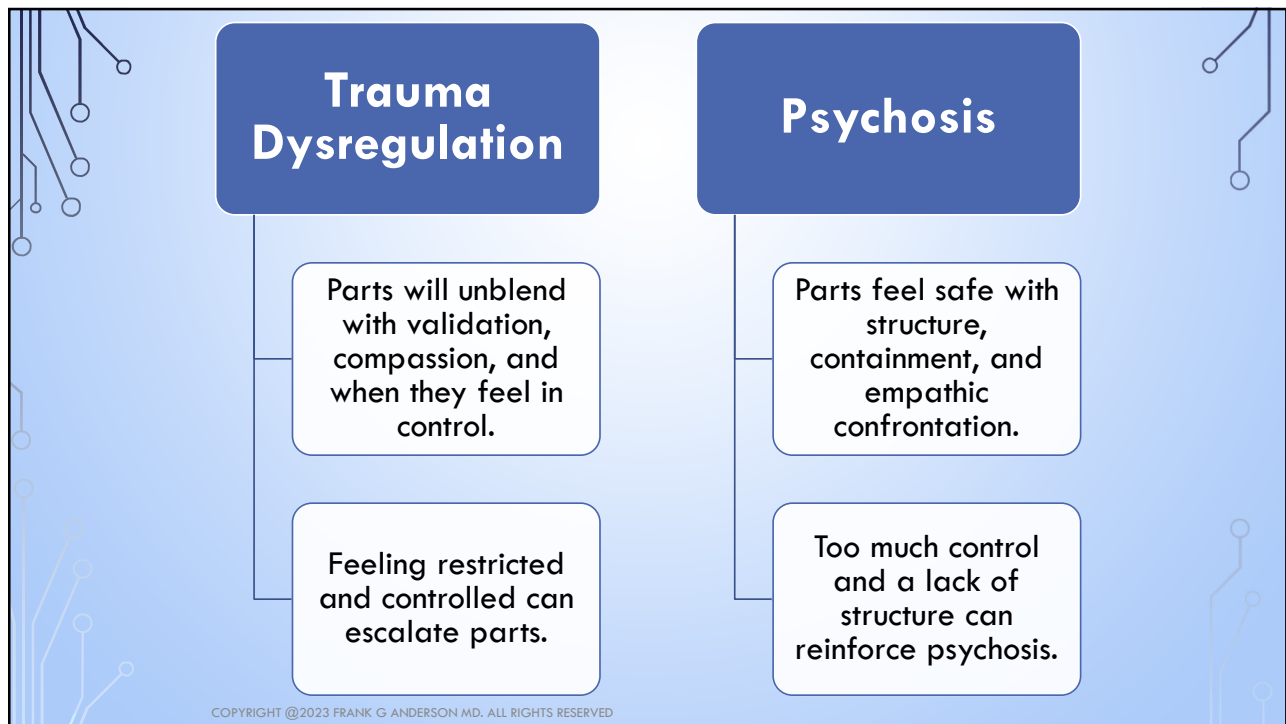 Trauma
Dysregulation
Parts will unblend
with validation,
compassion, and
when they feel in
control.
Feeling restricted
and controlled can
escalate parts.
Psychosis
Parts feel safe with
structure,
containment, and
empathic
confrontation.
Too much control
and a lack of
structure can
reinforce psychosis.
COPYRIGHT @2023 FRANK G ANDERSON MD. ALL RIGHTS RESERVED